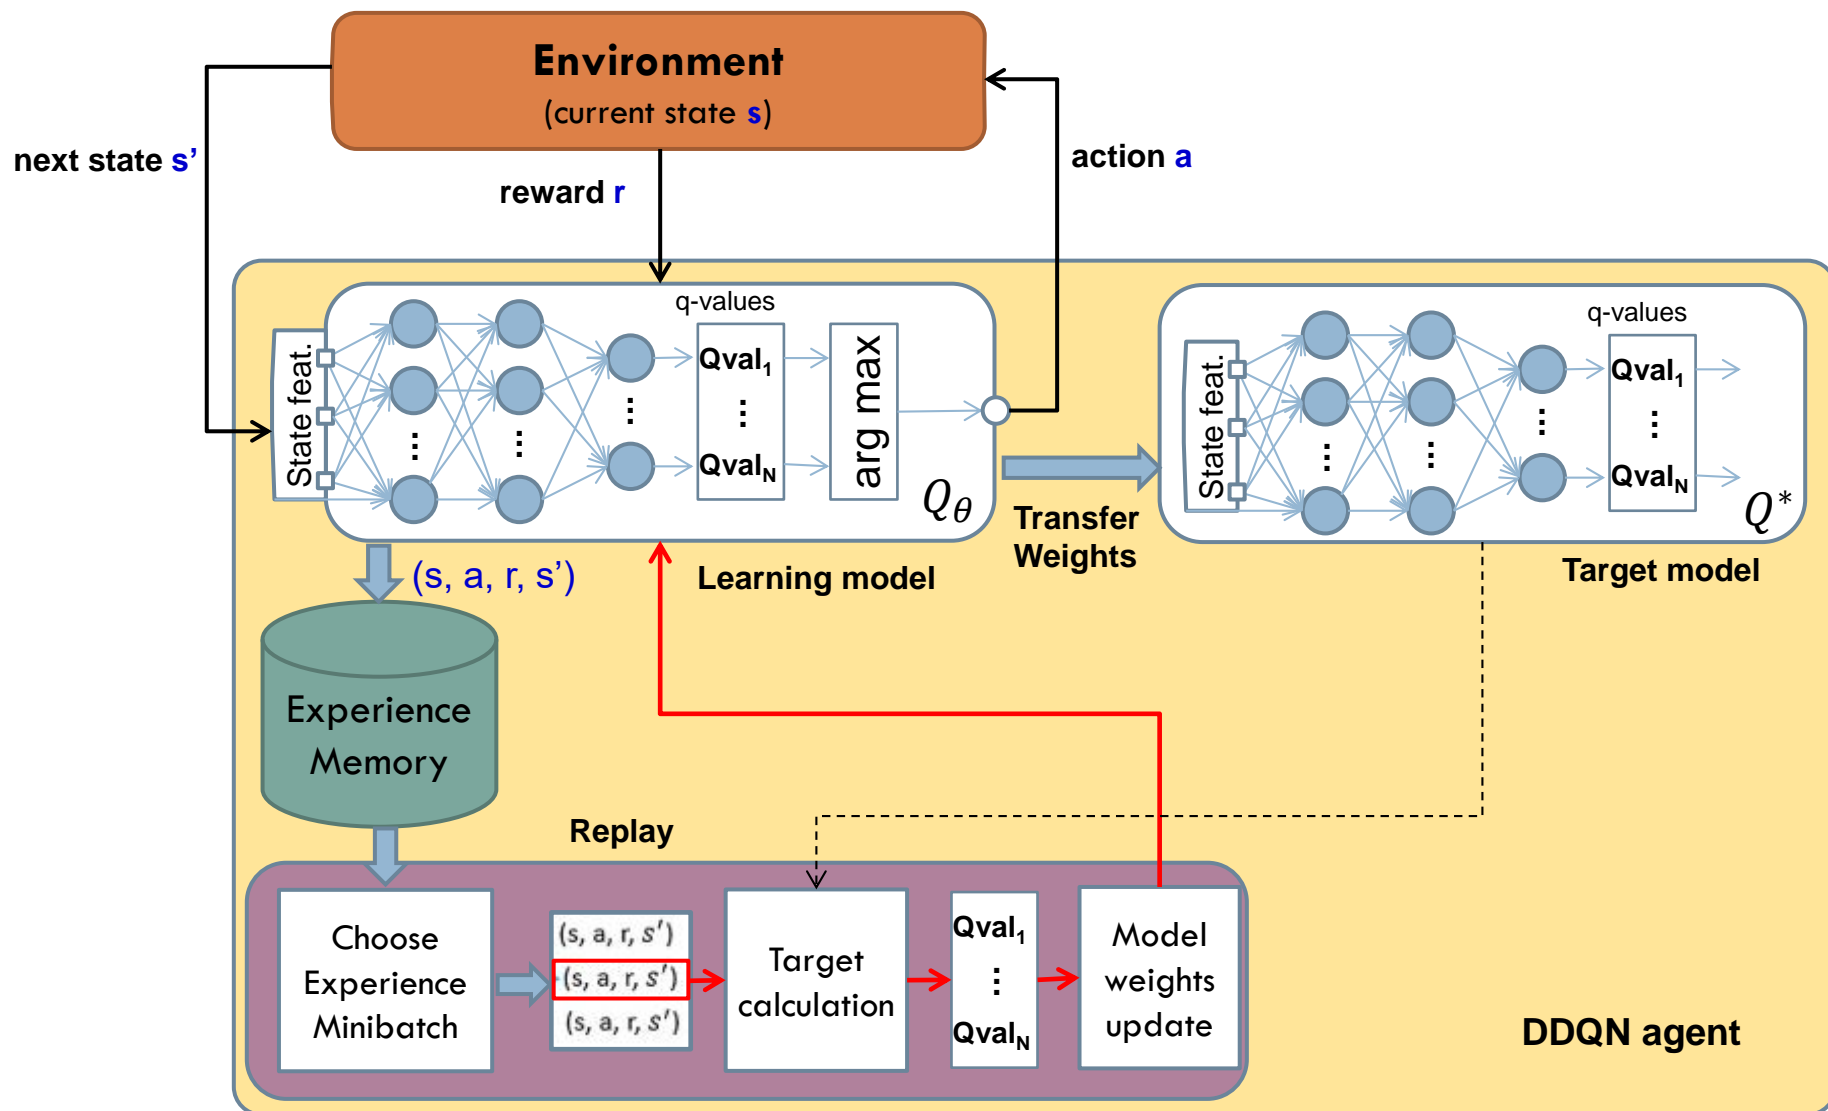 Environment
(current state s)
next state s’
reward r
action a
q-values
State feat.
Qval1
⋮
QvalN
arg max
Qθ
Transfer
Weights
q-values
State feat.
Qval1
⋮
QvalN
Q*
Learning model
Target model
(s, a, r, s’)
Experience
Memory
Replay
Choose
Experience
Minibatch
(s, a, r, s′)
(s, a, r, s′)
(s, a, r, s′)
Target
calculation
Qval1
⋮
QvalN
Model
weights
update
DDQN agent